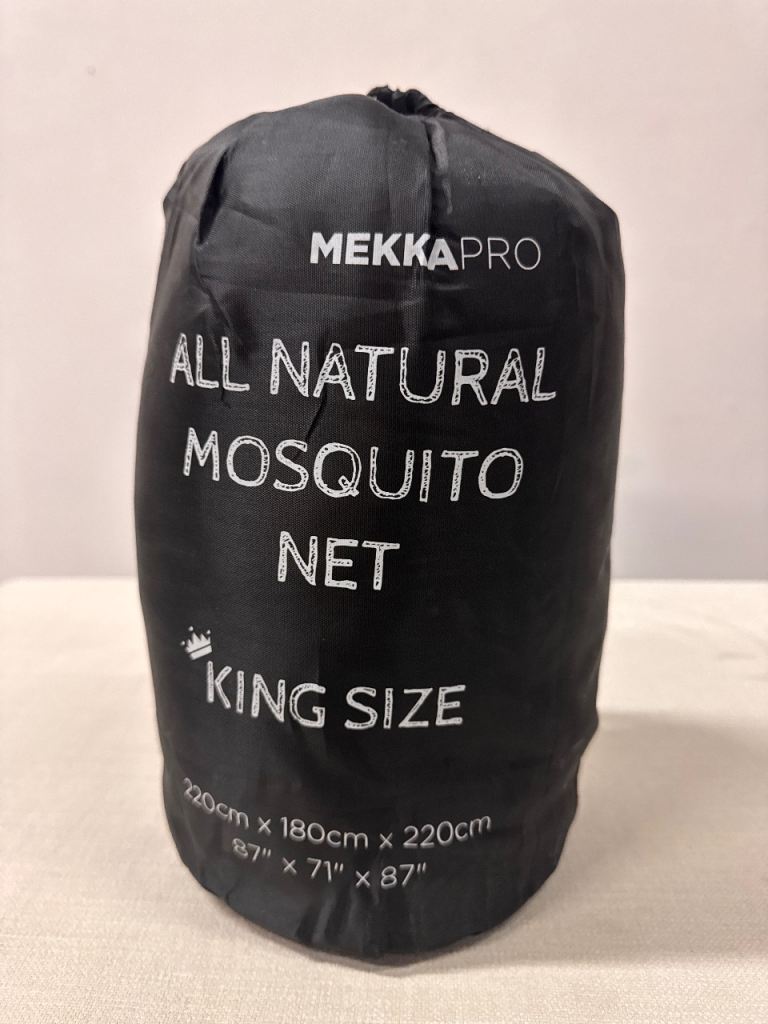 MEKKAPRO
ALL NATURAL
MOSQUITO
NET
KING SIZE
220cm x 180cm x 220cm
87" x 71" x 87"